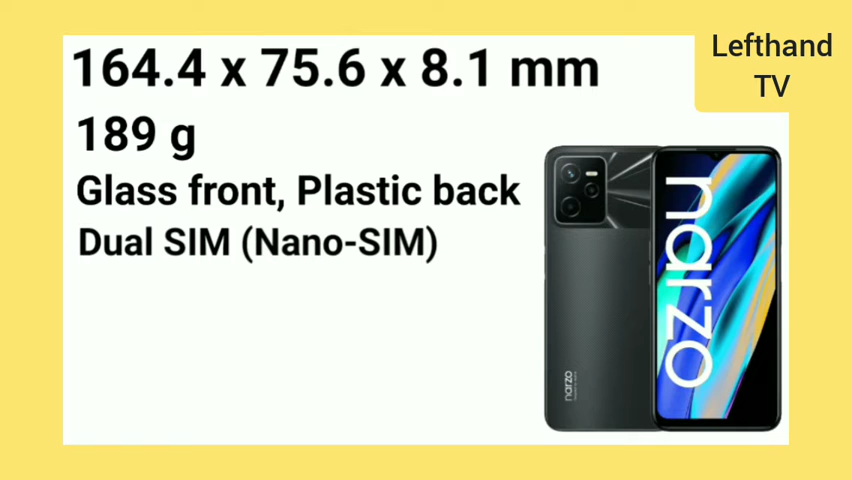 Lefthand
TV
164.4 x 75.6 x 8.1 mm
189 g
Glass front, Plastic back
Dual SIM (Nano-SIM)
narzo
narzo